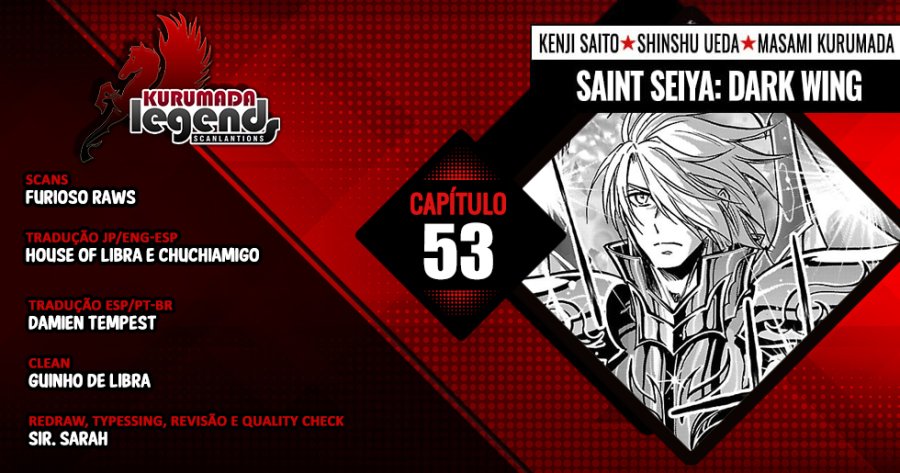 KURUMADA
legends
SCANLANTIONS
KENJI SAITO★SHINSHU UEDA★MASAMI KURUMADA
SAINT SEIYA: DARK WING
CAPÍTULO
53
SCANS
FURIOSO RAWS
TRADUÇÃO JP/ENG-ESP
HOUSE OF LIBRA E CHUCHIAMIGO
TRADUÇÃO ESP/PT-BR
DAMIEN TEMPEST
CLEAN
GUINHO DE LIBRA
REDRAW, TYPESSING, REVISÃO E QUALITY CHECK
SIR. SARAH